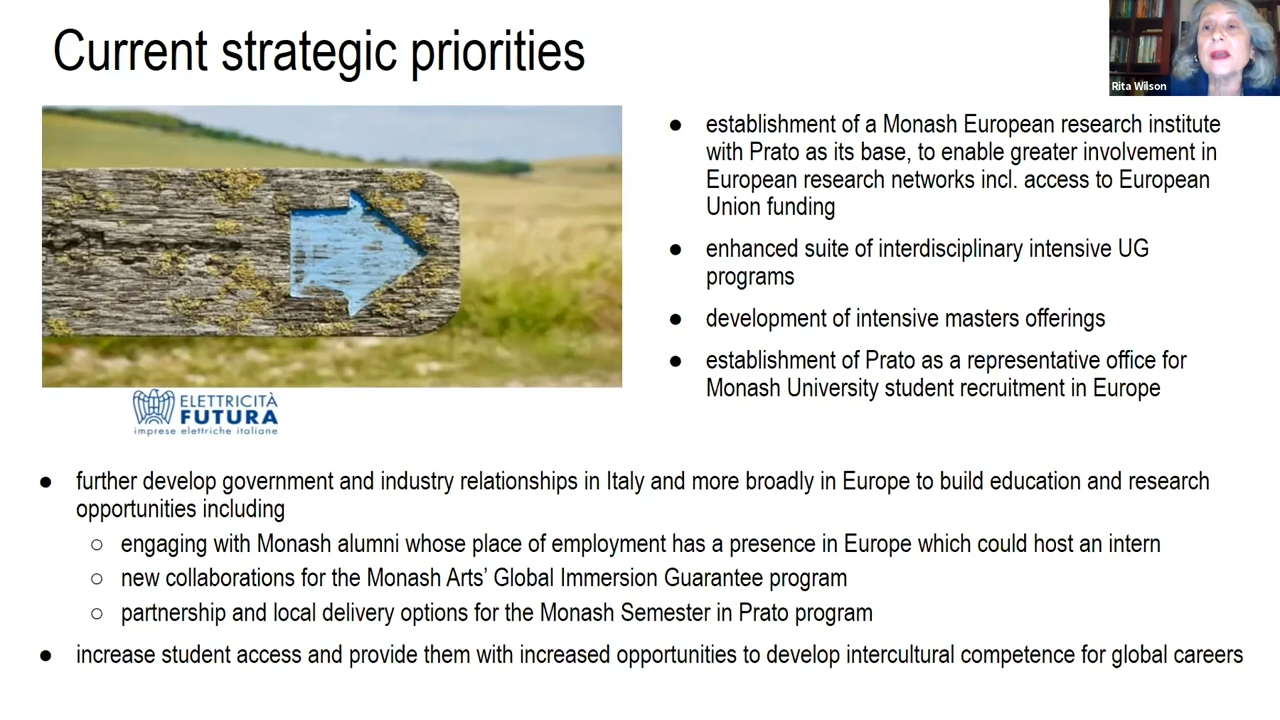 Current strategic priorities
Rita Wilson
● establishment of a Monash European research institute
with Prato as its base, to enable greater involvement in
European research networks incl. access to European
Union funding
● enhanced suite of interdisciplinary intensive UG
programs
● development of intensive masters offerings
● establishment of Prato as a representative office for
Monash University student recruitment in Europe
ELETTRICITÀ
FUTURA
imprese elettriche italiane
● further develop government and industry relationships in Italy and more broadly in Europe to build education and research
opportunities including
○ engaging with Monash alumni whose place of employment has a presence in Europe which could host an intern
○ new collaborations for the Monash Arts’ Global Immersion Guarantee program
○ partnership and local delivery options for the Monash Semester in Prato program
● increase student access and provide them with increased opportunities to develop intercultural competence for global careers